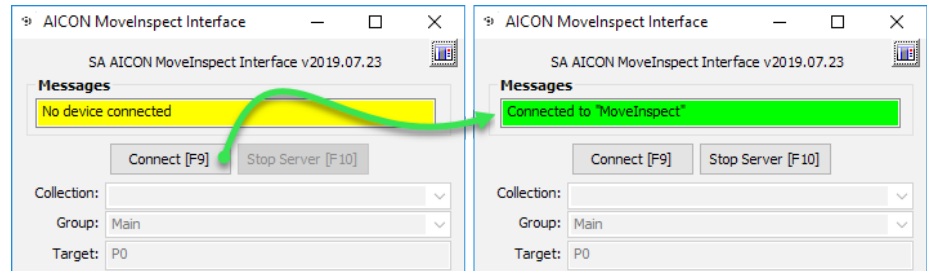 AICON MoveInspect Interface
SA AICON MoveInspect Interface v2019.07.23
Messages
No device connected
Connect [F9] Stop Server [F10]
Collection:
Group: Main
Target: P0
AICON MoveInspect Interface
SA AICON MoveInspect Interface v2019.07.23
Messages
Connected to "MoveInspect"
Connect [F9] Stop Server [F10]
Collection:
Group: Main
Target: P0